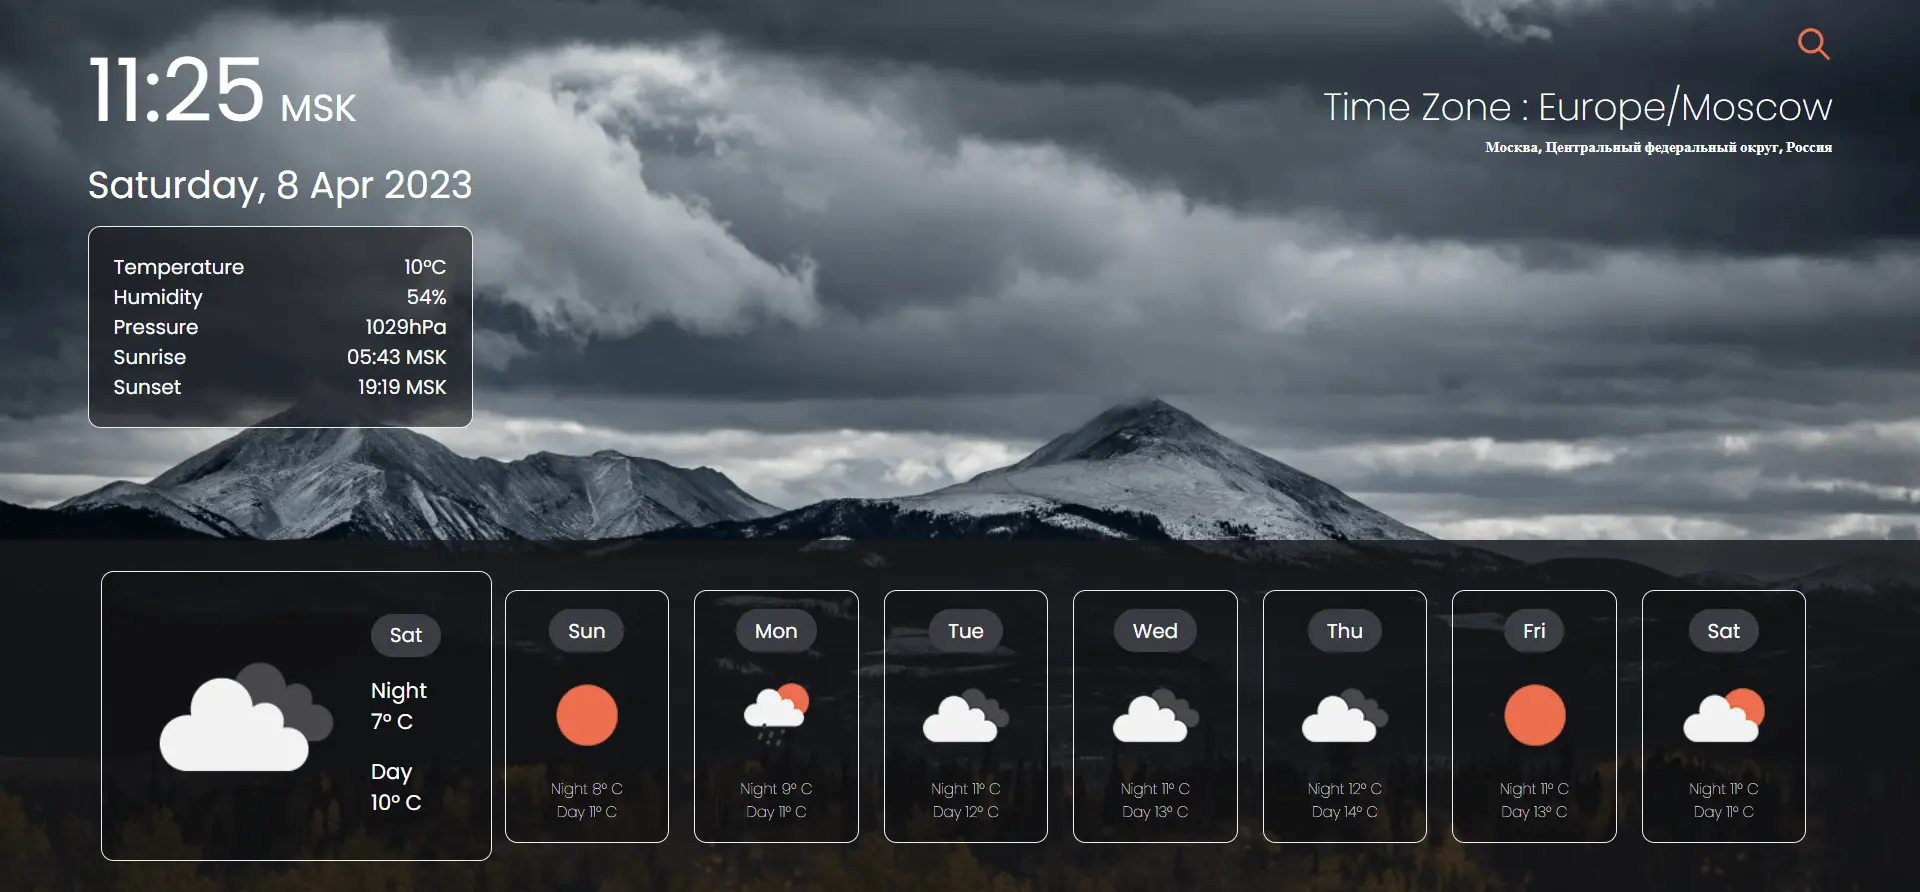 11:25 MSK
Time Zone : Europe/Moscow
Москва, Центральный федеральный округ, Россия
Saturday, 8 Apr 2023
Temperature 10°C
Humidity 54%
Pressure 1029hPa
Sunrise 05:43 MSK
Sunset 19:19 MSK
Sat
Night
7° C
Day
10° C
Sun
Night 8° C
Day 11° C
Mon
Night 9° C
Day 11° C
Tue
Night 11° C
Day 12° C
Wed
Night 11° C
Day 13° C
Thu
Night 12° C
Day 14° C
Fri
Night 11° C
Day 13° C
Sat
Night 11° C
Day 11° C